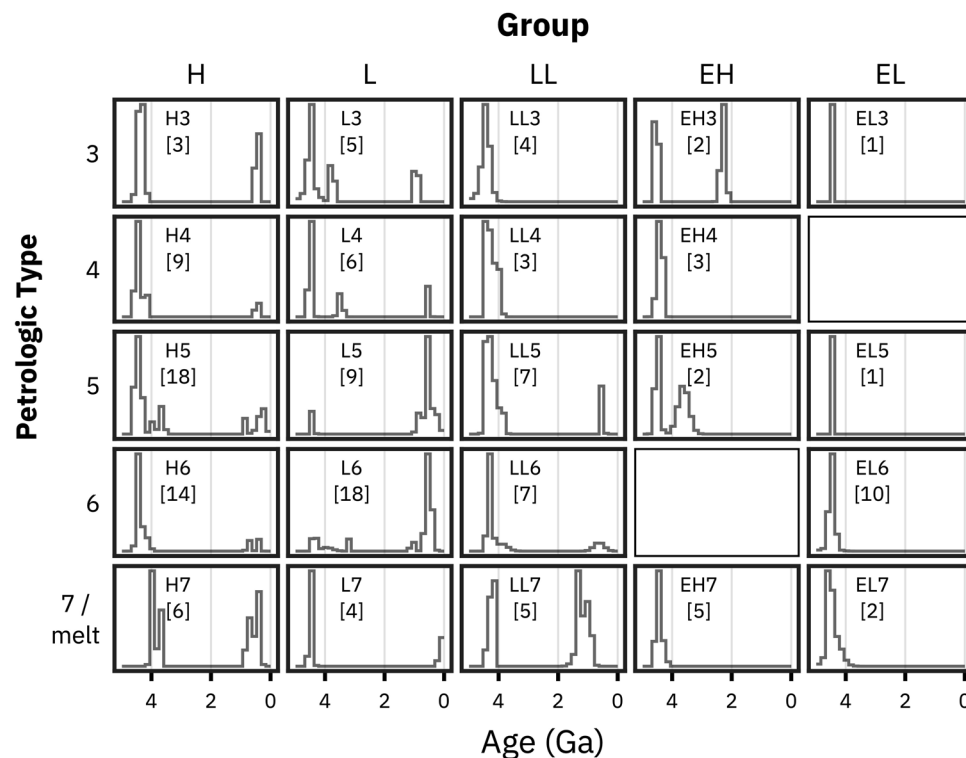 Group
H L LL EH EL
Petrologic Type
3
H3 L3 LL3 EH3 EL3
[3] [5] [4] [2] [1]
4
H4 L4 LL4 EH4
[9] [6] [3] [3]
5
H5 L5 LL5 EH5 EL5
[18] [9] [7] [2] [1]
6
H6 L6 LL6 EL6
[14] [18] [7] [10]
7 /
melt
H7 L7 LL7 EH7 EL7
[6] [4] [5] [5] [2]
4 2 0 4 2 0 4 2 0 4 2 0 4 2 0
Age (Ga)